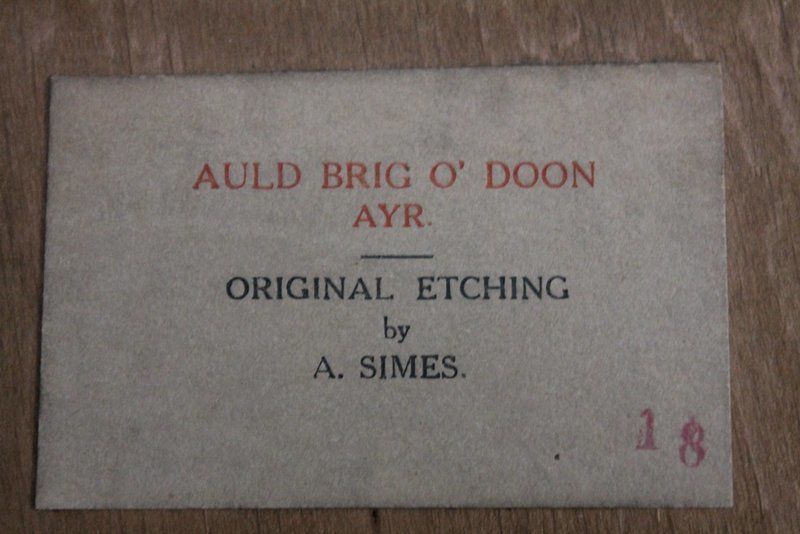 AULD BRIG O' DOON
AYR.
ORIGINAL ETCHING
by
A. SIMES.
18